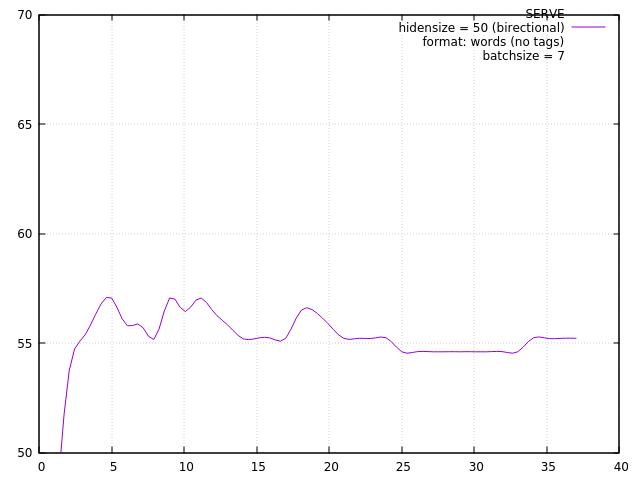 70
SERVE
hidensize = 50 (birectional)
format: words (no tags)
batchsize = 7
65
60
55
50
0 5 10 15 20 25 30 35 40